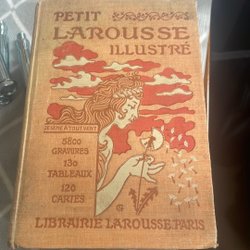 PETIT
LAROUSSE
ILLUSTRÉ
JE SÈME À TOUT VENT
5800
GRAVURES
130
TABLEAUX
120
CARTES
LIBRAIRIE LAROUSSE.PARIS